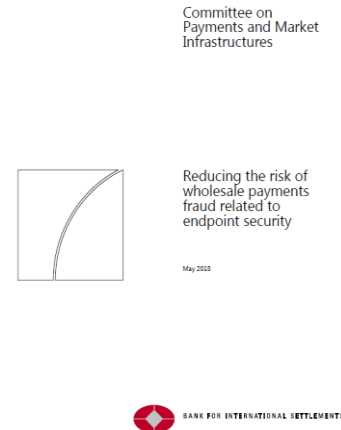 Committee on
Payments and Market
Infrastructures
Reducing the risk of
wholesale payments
fraud related to
endpoint security
May 2018
BANK FOR INTERNATIONAL SETTLEMENTS